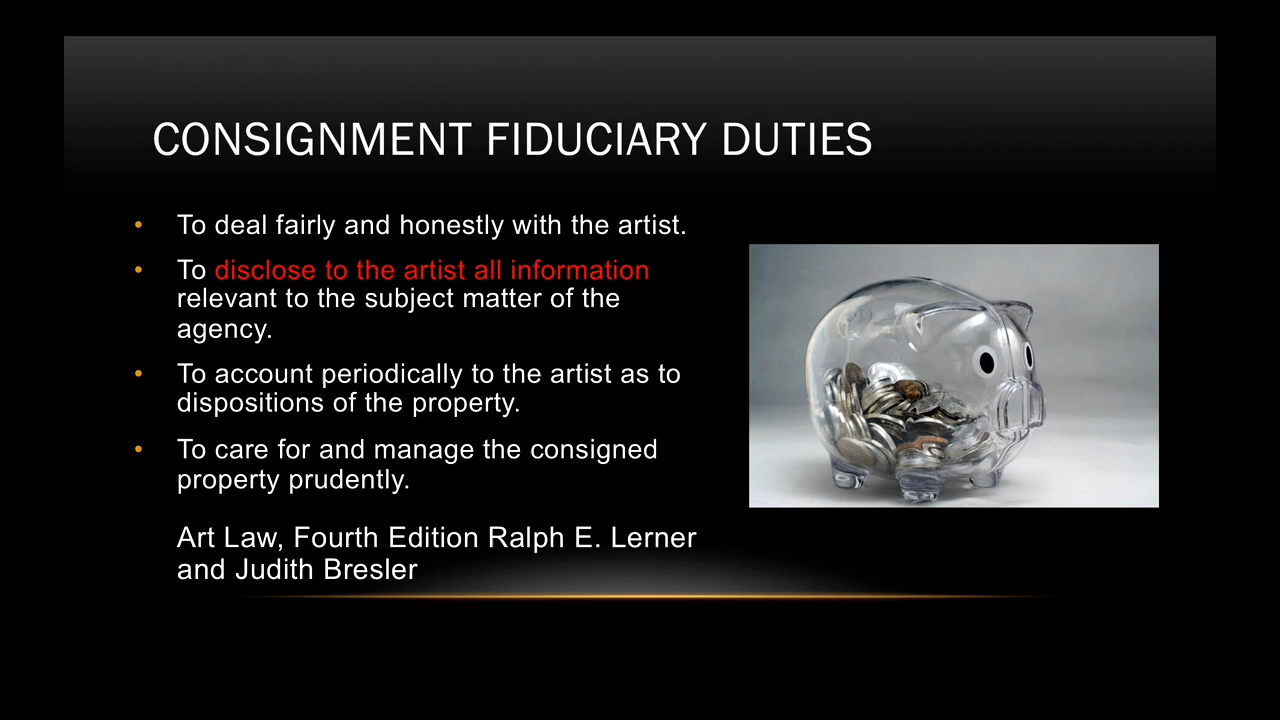 CONSIGNMENT FIDUCIARY DUTIES
• To deal fairly and honestly with the artist.
• To disclose to the artist all information
relevant to the subject matter of the
agency.
• To account periodically to the artist as to
dispositions of the property.
• To care for and manage the consigned
property prudently.
Art Law, Fourth Edition Ralph E. Lerner
and Judith Bresler